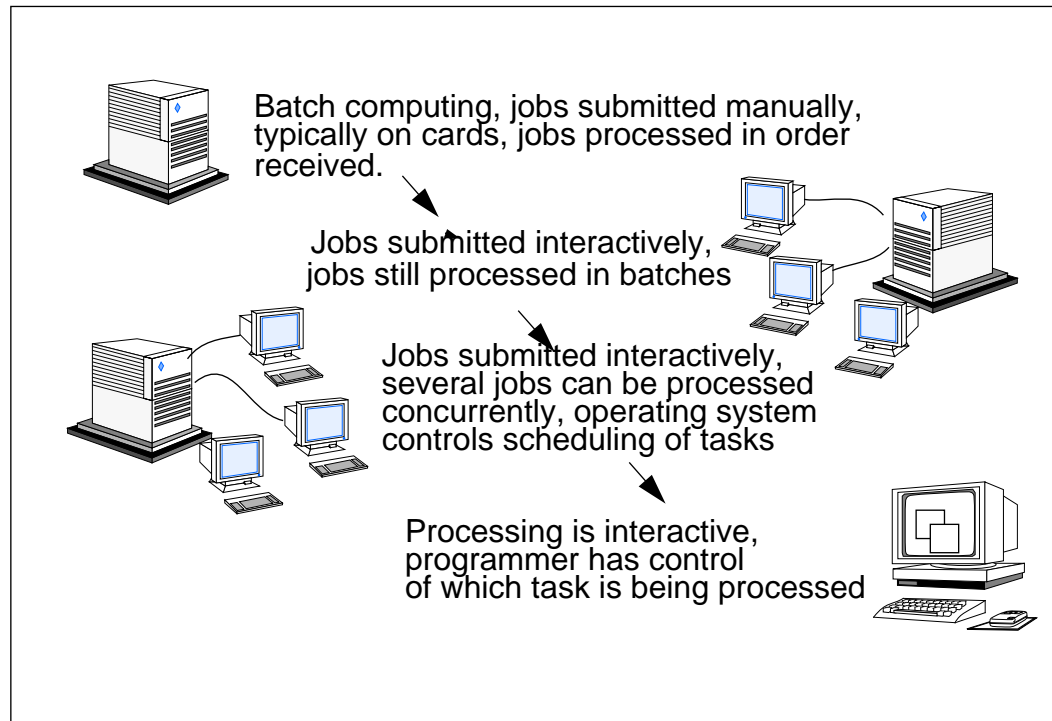 Batch computing, jobs submitted manually,
typically on cards, jobs processed in order
received.
Jobs submitted interactively,
jobs still processed in batches
Jobs submitted interactively,
several jobs can be processed
concurrently, operating system
controls scheduling of tasks
Processing is interactive,
programmer has control
of which task is being processed